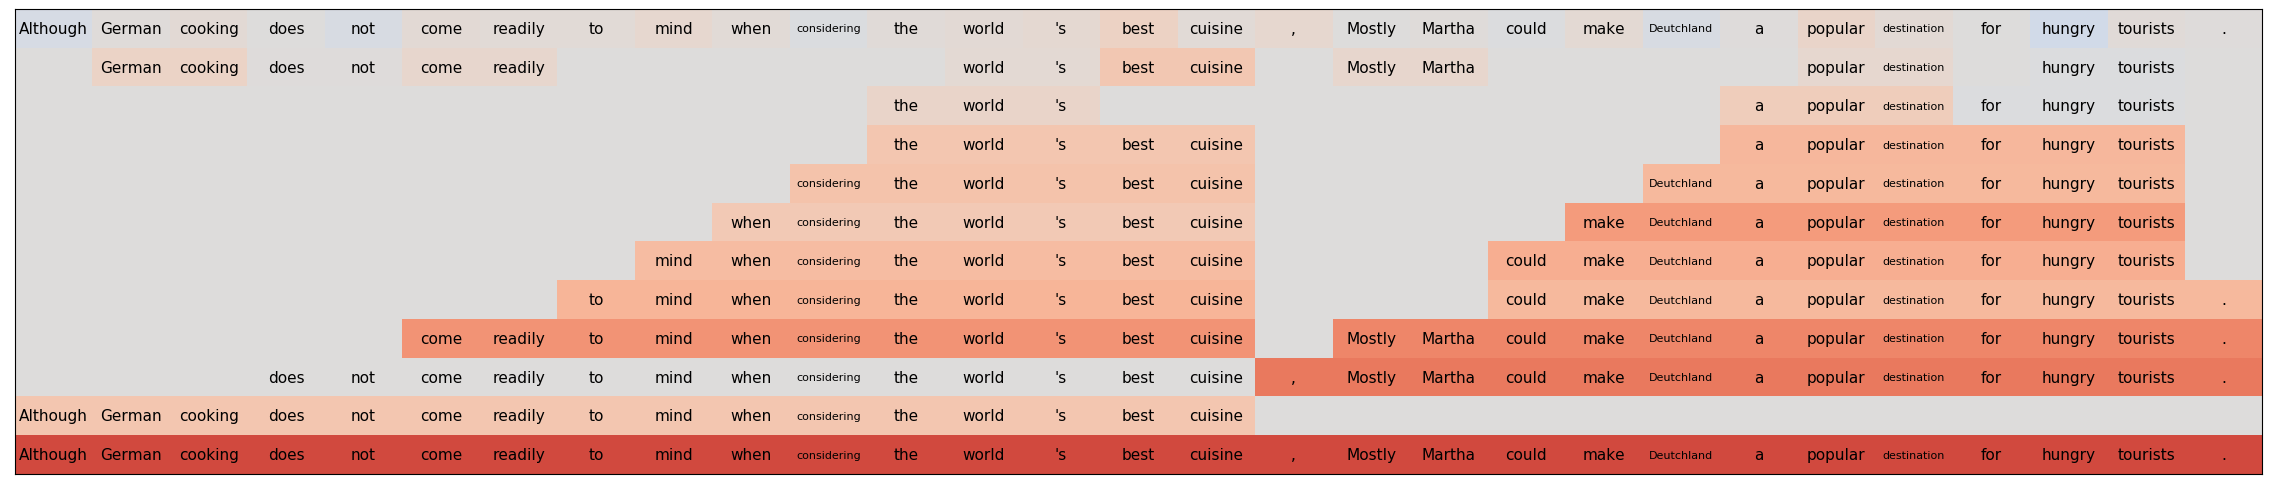 Although German cooking does not come readily to mind when considering the world 's best cuisine , Mostly Martha could make Deutchland a popular destination for hungry tourists .
German cooking does not come readily world 's best cuisine Mostly Martha popular destination hungry tourists
the world 's a popular destination for hungry tourists
the world 's best cuisine a popular destination for hungry tourists
considering the world 's best cuisine Deutchland a popular destination for hungry tourists
when considering the world 's best cuisine make Deutchland a popular destination for hungry tourists
mind when considering the world 's best cuisine could make Deutchland a popular destination for hungry tourists
to mind when considering the world 's best cuisine could make Deutchland a popular destination for hungry tourists .
come readily to mind when considering the world 's best cuisine Mostly Martha could make Deutchland a popular destination for hungry tourists .
does not come readily to mind when considering the world 's best cuisine , Mostly Martha could make Deutchland a popular destination for hungry tourists .
Although German cooking does not come readily to mind when considering the world 's best cuisine
Although German cooking does not come readily to mind when considering the world 's best cuisine , Mostly Martha could make Deutchland a popular destination for hungry tourists .